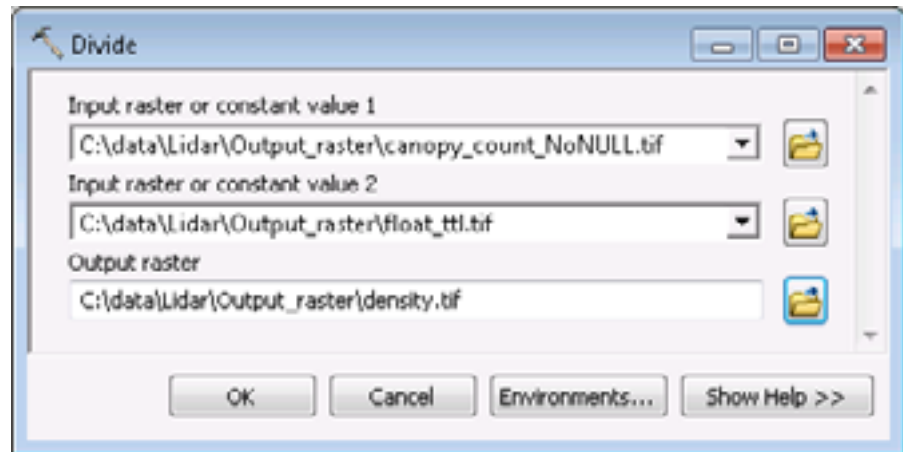 Divide
Input raster or constant value 1
C:\data\Lidar\Output_raster\canopy_count_NoNULL.tif
Input raster or constant value 2
C:\data\Lidar\Output_raster\float_ttl.tif
Output raster
C:\data\Lidar\Output_raster\density.tif
OK Cancel Environments... Show Help >>